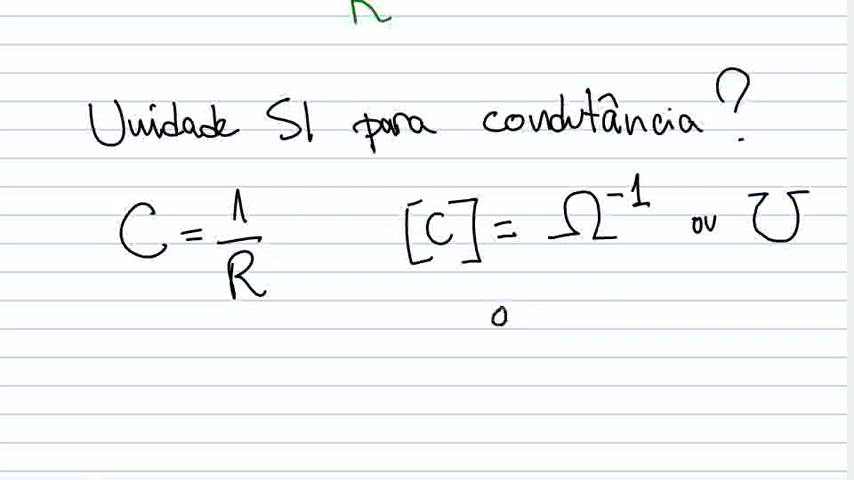 Unidade SI para condutância?
C = 1/R [C] = Ω⁻¹ ou ℧
o